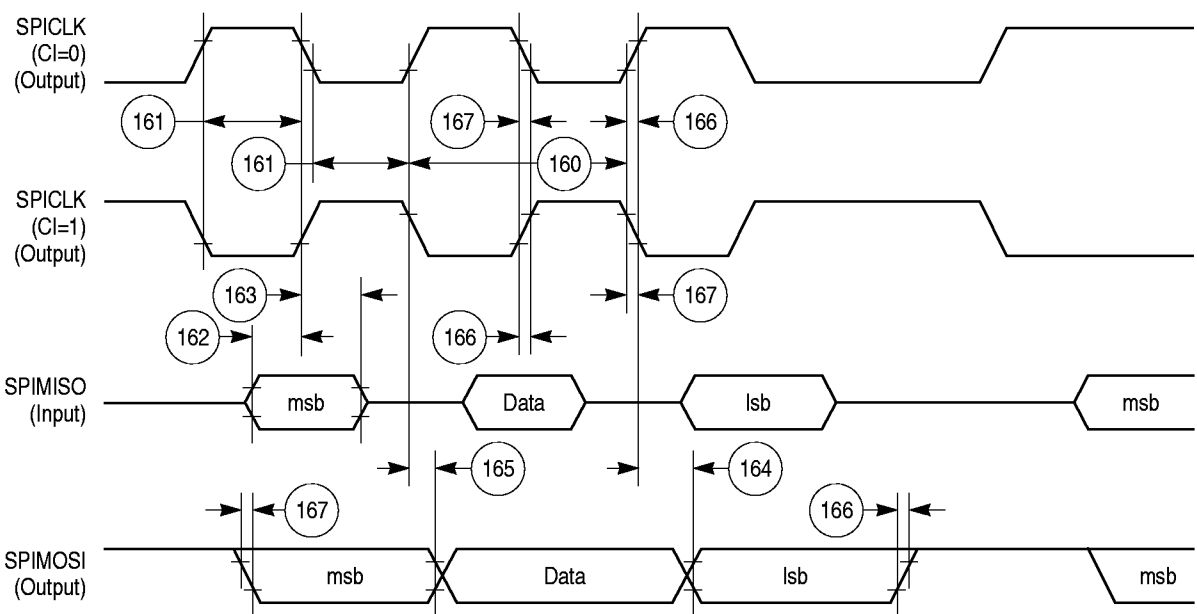 SPICLK
(CI=0)
(Output)
161
167
166
161
160
SPICLK
(CI=1)
(Output)
163
167
162
166
SPIMISO
(Input)
msb
Data
lsb
msb
165
164
167
166
SPIMOSI
(Output)
msb
Data
lsb
msb